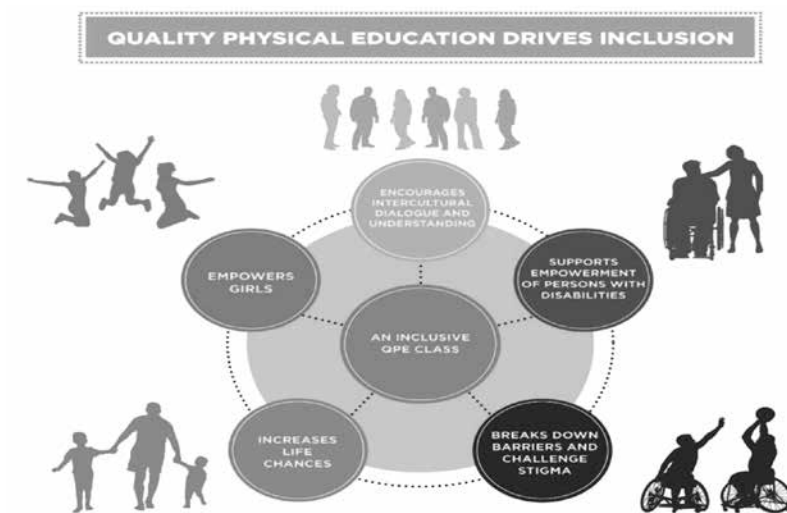 QUALITY PHYSICAL EDUCATION DRIVES INCLUSION
ENCOURAGES
INTERCULTURAL
DIALOGUE AND
UNDERSTANDING
EMPOWERS
GIRLS
SUPPORTS
EMPOWERMENT
OF PERSONS WITH
DISABILITIES
AN INCLUSIVE
QPE CLASS
INCREASES
LIFE
CHANCES
BREAKS DOWN
BARRIERS AND
CHALLENGE
STIGMA